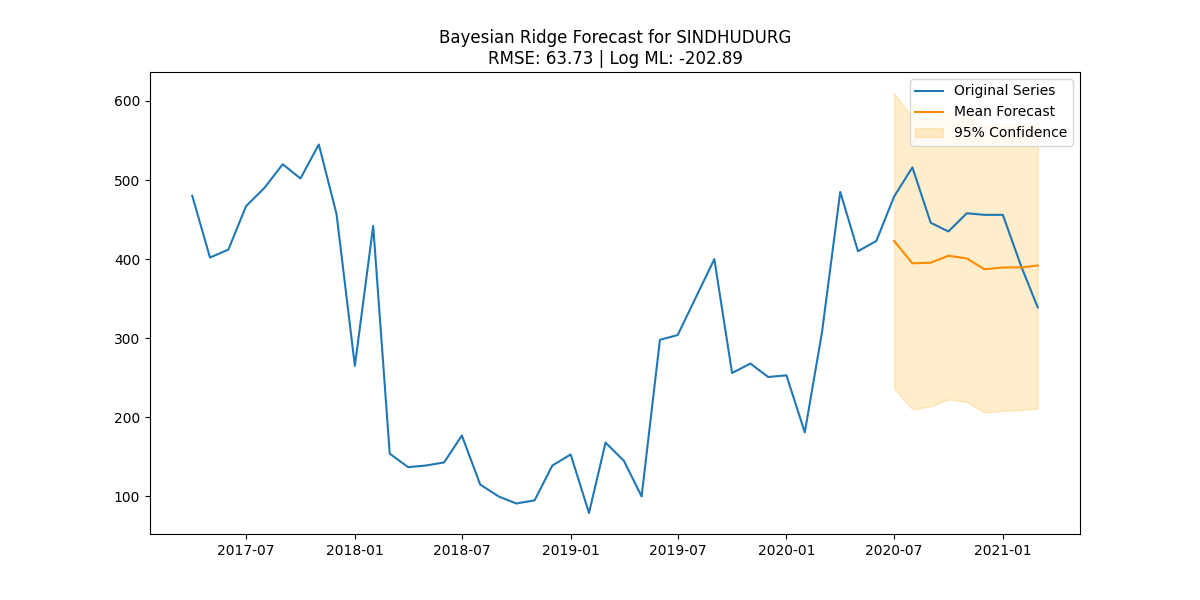 Bayesian Ridge Forecast for SINDHUDURG
RMSE: 63.73 | Log ML: -202.89
Original Series
Mean Forecast
95% Confidence
600
500
400
300
200
100
2017-07
2018-01
2018-07
2019-01
2019-07
2020-01
2020-07
2021-01